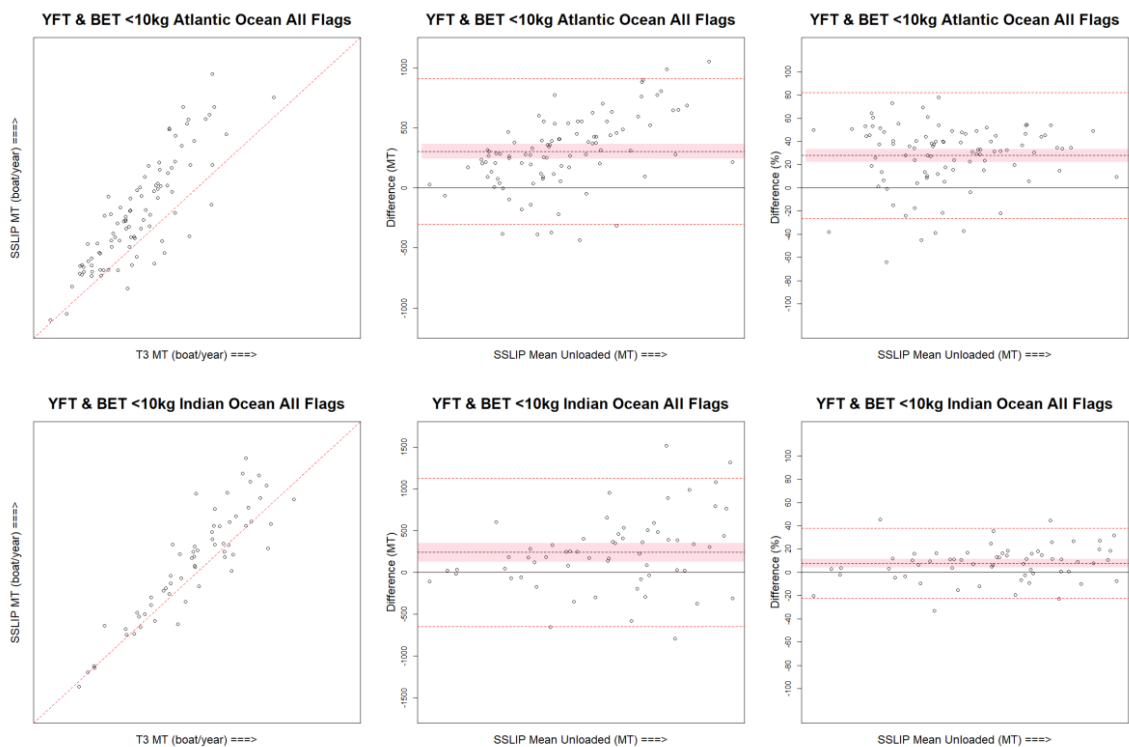 YFT & BET <10kg Atlantic Ocean All Flags
SSLIP MT (boat/year) ===>
T3 MT (boat/year) ===>
YFT & BET <10kg Atlantic Ocean All Flags
Difference (MT)
1000
500
0
-500
-1000
SSLIP Mean Unloaded (MT) ===>
YFT & BET <10kg Atlantic Ocean All Flags
Difference (%)
100
80
60
40
20
0
-20
-40
-60
-80
-100
SSLIP Mean Unloaded (MT) ===>
YFT & BET <10kg Indian Ocean All Flags
SSLIP MT (boat/year) ===>
T3 MT (boat/year) ===>
YFT & BET <10kg Indian Ocean All Flags
Difference (MT)
1500
1000
500
0
-500
-1000
-1500
SSLIP Mean Unloaded (MT) ===>
YFT & BET <10kg Indian Ocean All Flags
Difference (%)
100
80
60
40
20
0
-20
-40
-60
-80
-100
SSLIP Mean Unloaded (MT) ===>